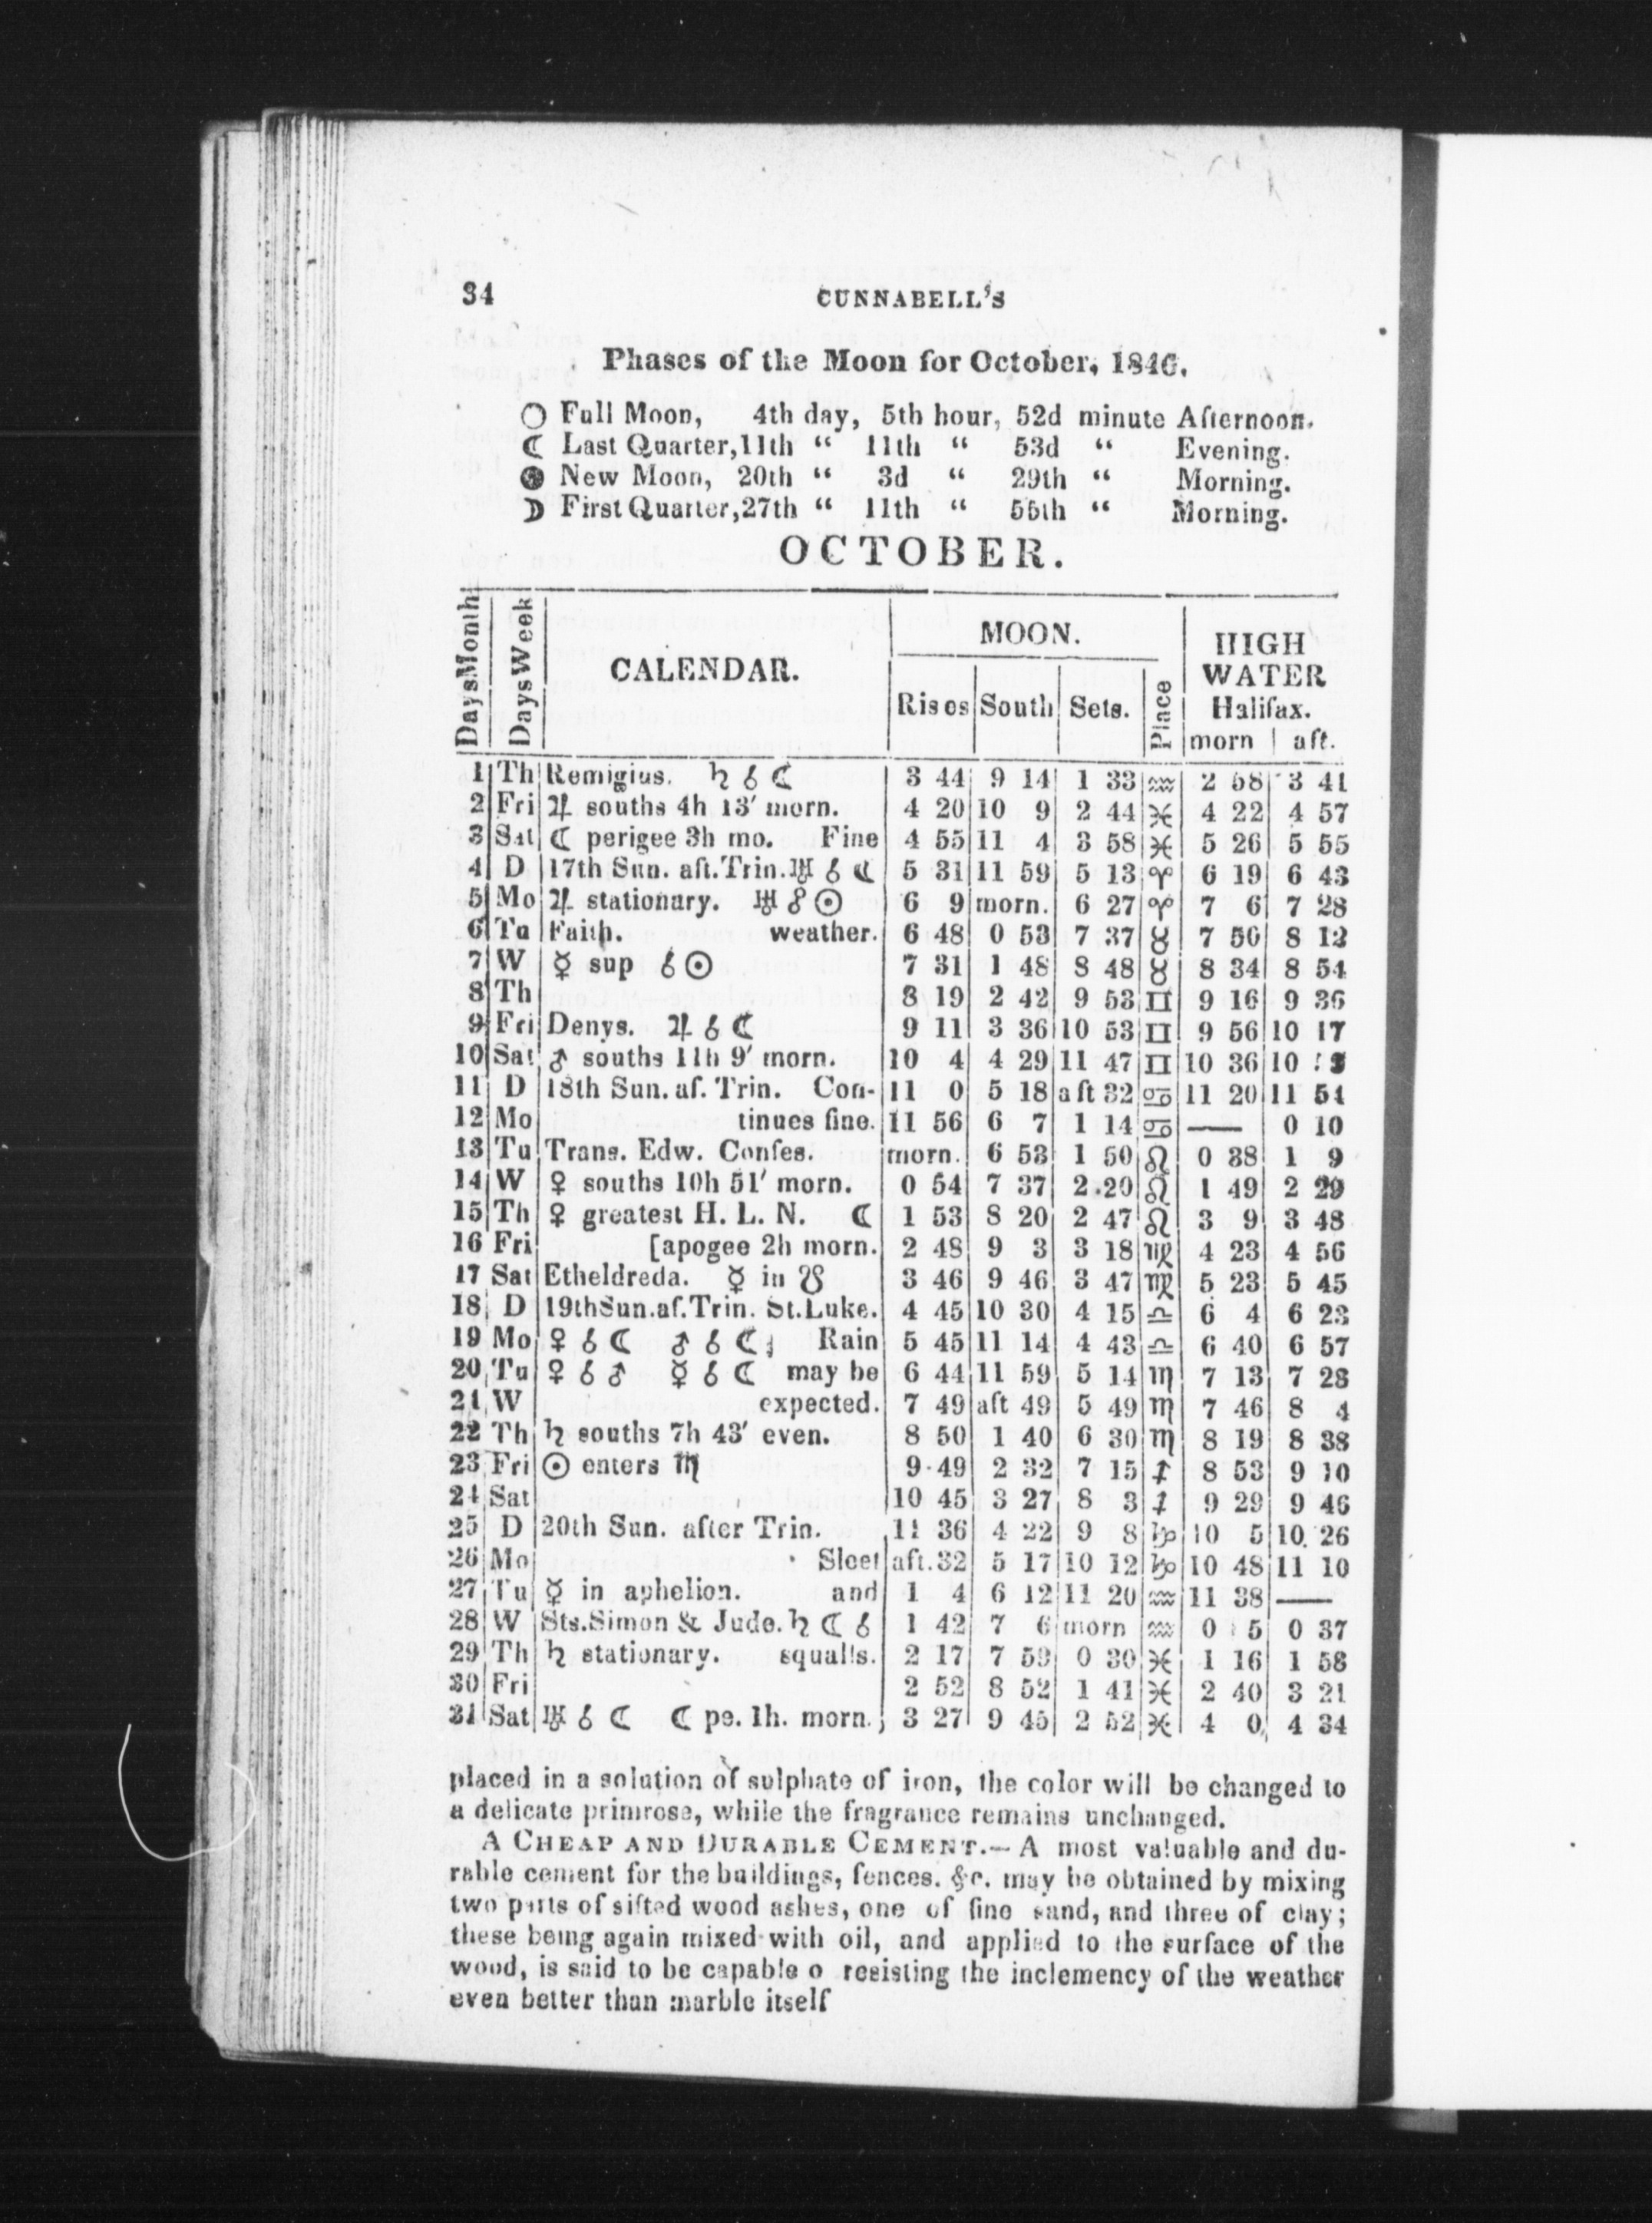 34 CUNNABELL'S
Phases of the Moon for October, 1846.
○ Full Moon, 4th day, 5th hour, 52d minute Afternoon.
☾ Last Quarter, 11th “ 11th “ 53d “ Evening.
● New Moon, 20th “ 3d “ 29th “ Morning.
☽ First Quarter, 27th “ 11th “ 55th “ Morning.
OCTOBER.
DaysMonth DaysWeek CALENDAR. MOON. HIGH WATER Halifax.
Rises South Sets. Place morn aft.
1 Th Remigius. ♄ ☌ ☾ 3 44 9 14 1 33 ♒ 2 58 3 41
2 Fri ♃ souths 4h 13′ morn. 4 20 10 9 2 44 ♓ 4 22 4 57
3 Sat ☾ perigee 3h mo. Fine 4 55 11 4 3 58 ♓ 5 26 5 55
4 D 17th Sun. aft. Trin. ♅ ☌ ☾ 5 31 11 59 5 13 ♈ 6 19 6 43
5 Mo ♃ stationary. ♅ ☍ ☉ 6 9 morn. 6 27 ♈ 7 6 7 28
6 Tu Faith. weather. 6 48 0 53 7 37 ♉ 7 50 8 12
7 W ☿ sup ☌ ☉ 7 31 1 48 8 48 ♉ 8 34 8 54
8 Th 8 19 2 42 9 53 ♊ 9 16 9 36
9 Fri Denys. ♃ ☌ ☾ 9 11 3 36 10 53 ♊ 9 56 10 17
10 Sat ♂ souths 11h 9′ morn. 10 4 4 29 11 47 ♊ 10 36 10
11 D 18th Sun. af. Trin. Con- 11 0 5 18 aft 32 ♋ 11 20 11 54
12 Mo tinues fine. 11 56 6 7 1 14 ♋ —— 0 10
13 Tu Trans. Edw. Confes. morn. 6 53 1 50 ♌ 0 38 1 9
14 W ♀ souths 10h 51′ morn. 0 54 7 37 2 20 ♌ 1 49 2 29
15 Th ♀ greatest H. L. N. ☾ 1 53 8 20 2 47 ♌ 3 9 3 48
16 Fri [apogee 2h morn. 2 48 9 3 3 18 ♍ 4 23 4 56
17 Sat Etheldreda. ☿ in ☋ 3 46 9 46 3 47 ♍ 5 23 5 45
18 D 19thSun.af.Trin. St.Luke. 4 45 10 30 4 15 ♎ 6 4 6 23
19 Mo ♀ ☌ ☾ ♂ ☌ ☾ Rain 5 45 11 14 4 43 ♎ 6 40 6 57
20 Tu ♀ ☌ ♂ ☿ ☌ ☾ may be 6 44 11 59 5 14 ♏ 7 13 7 28
21 W expected. 7 49 aft 49 5 49 ♏ 7 46 8 4
22 Th ♄ souths 7h 43′ even. 8 50 1 40 6 30 ♏ 8 19 8 38
23 Fri ☉ enters ♏ 9 49 2 32 7 15 ♐ 8 53 9 10
24 Sat 10 45 3 27 8 3 ♐ 9 29 9 46
25 D 20th Sun. after Trin. 11 36 4 22 9 8 ♑ 10 5 10 26
26 Mo Sleet aft. 32 5 17 10 12 ♑ 10 48 11 10
27 Tu ☿ in aphelion. and 1 4 6 12 11 20 ♒ 11 38 ——
28 W Sts.Simon & Jude. ♄ ☾ ☌ 1 42 7 6 morn ♒ 0 5 0 37
29 Th ♄ stationary. squalls. 2 17 7 59 0 30 ♓ 1 16 1 58
30 Fri 2 52 8 52 1 41 ♓ 2 40 3 21
31 Sat ♅ ☌ ☾ ☾ pe. 1h. morn. 3 27 9 45 2 52 ♓ 4 0 4 34
placed in a solution of sulphate of iron, the color will be changed to
a delicate primrose, while the fragrance remains unchanged.
A CHEAP AND DURABLE CEMENT.— A most valuable and du-
rable cement for the buildings, fences. &c. may be obtained by mixing
two parts of sifted wood ashes, one of fine sand, and three of clay;
these being again mixed with oil, and applied to the surface of the
wood, is said to be capable o resisting the inclemency of the weather
even better than marble itself